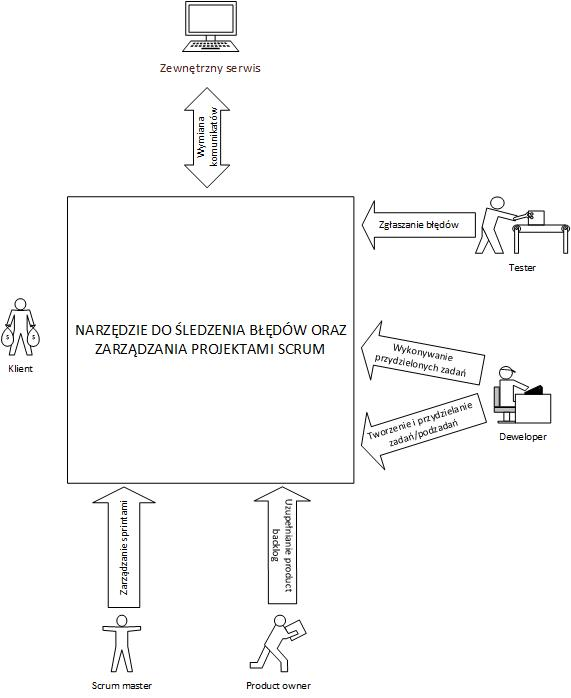 Zewnętrzny serwis
Wymiana
komunikatów
Zgłaszanie błędów
Tester
NARZĘDZIE DO ŚLEDZENIA BŁĘDÓW ORAZ
ZARZĄDZANIA PROJEKTAMI SCRUM
Klient
Wykonywanie
przydzielonych zadań
Tworzenie i przydzielanie
zadań/podzadań
Deweloper
Zarządzanie sprintami
Uzupełnianie product
backlog
Scrum master
Product owner